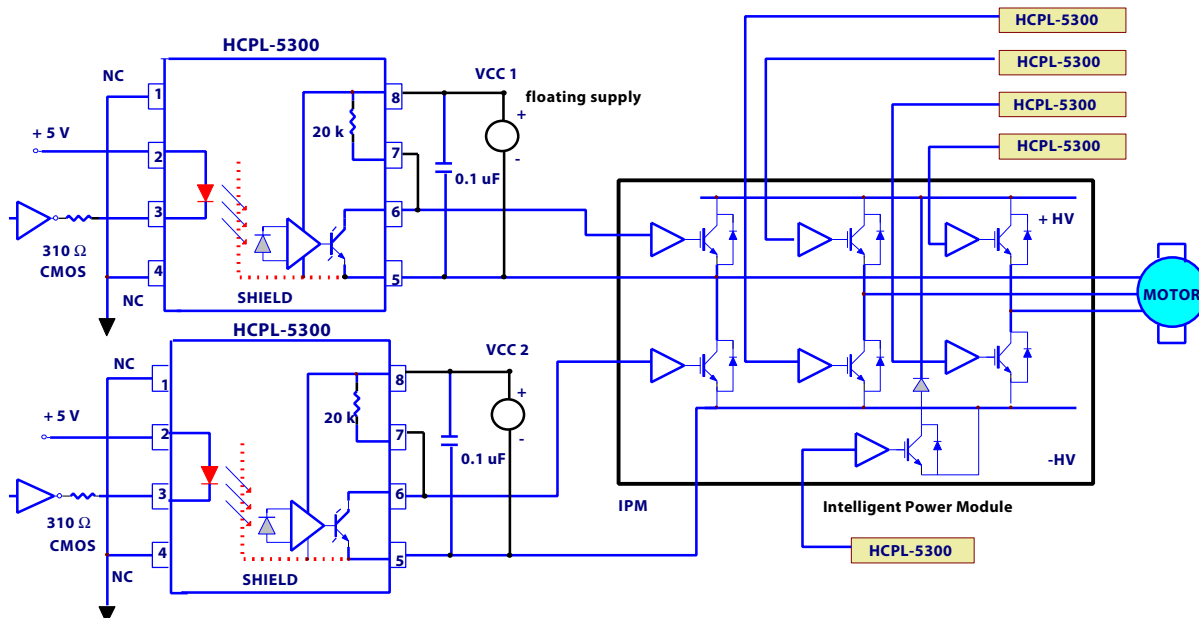 HCPL-5300
NC
1
+ 5 V
2
3
310 Ω
CMOS
4
NC
20 k
8
7
6
5
SHIELD
VCC 1
floating supply
+
-
0.1 uF
HCPL-5300
HCPL-5300
HCPL-5300
HCPL-5300
+ HV
MOTOR
HCPL-5300
NC
1
+ 5 V
2
3
310 Ω
CMOS
4
NC
20 k
8
7
6
5
SHIELD
VCC 2
+
-
0.1 uF
-HV
IPM
Intelligent Power Module
HCPL-5300